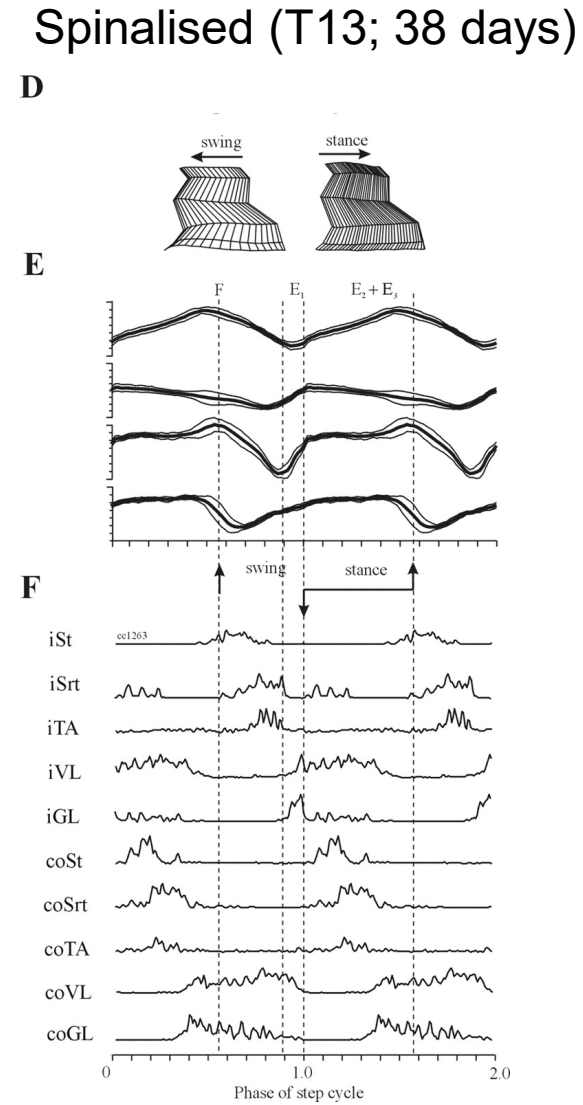 Spinalised (T13; 38 days)
D
swing
stance
E
F E₁ E₂ + E₃
swing
stance
F
iSt
cc1263
iSrt
iTA
iVL
iGL
coSt
coSrt
coTA
coVL
coGL
0 1.0 2.0
Phase of step cycle